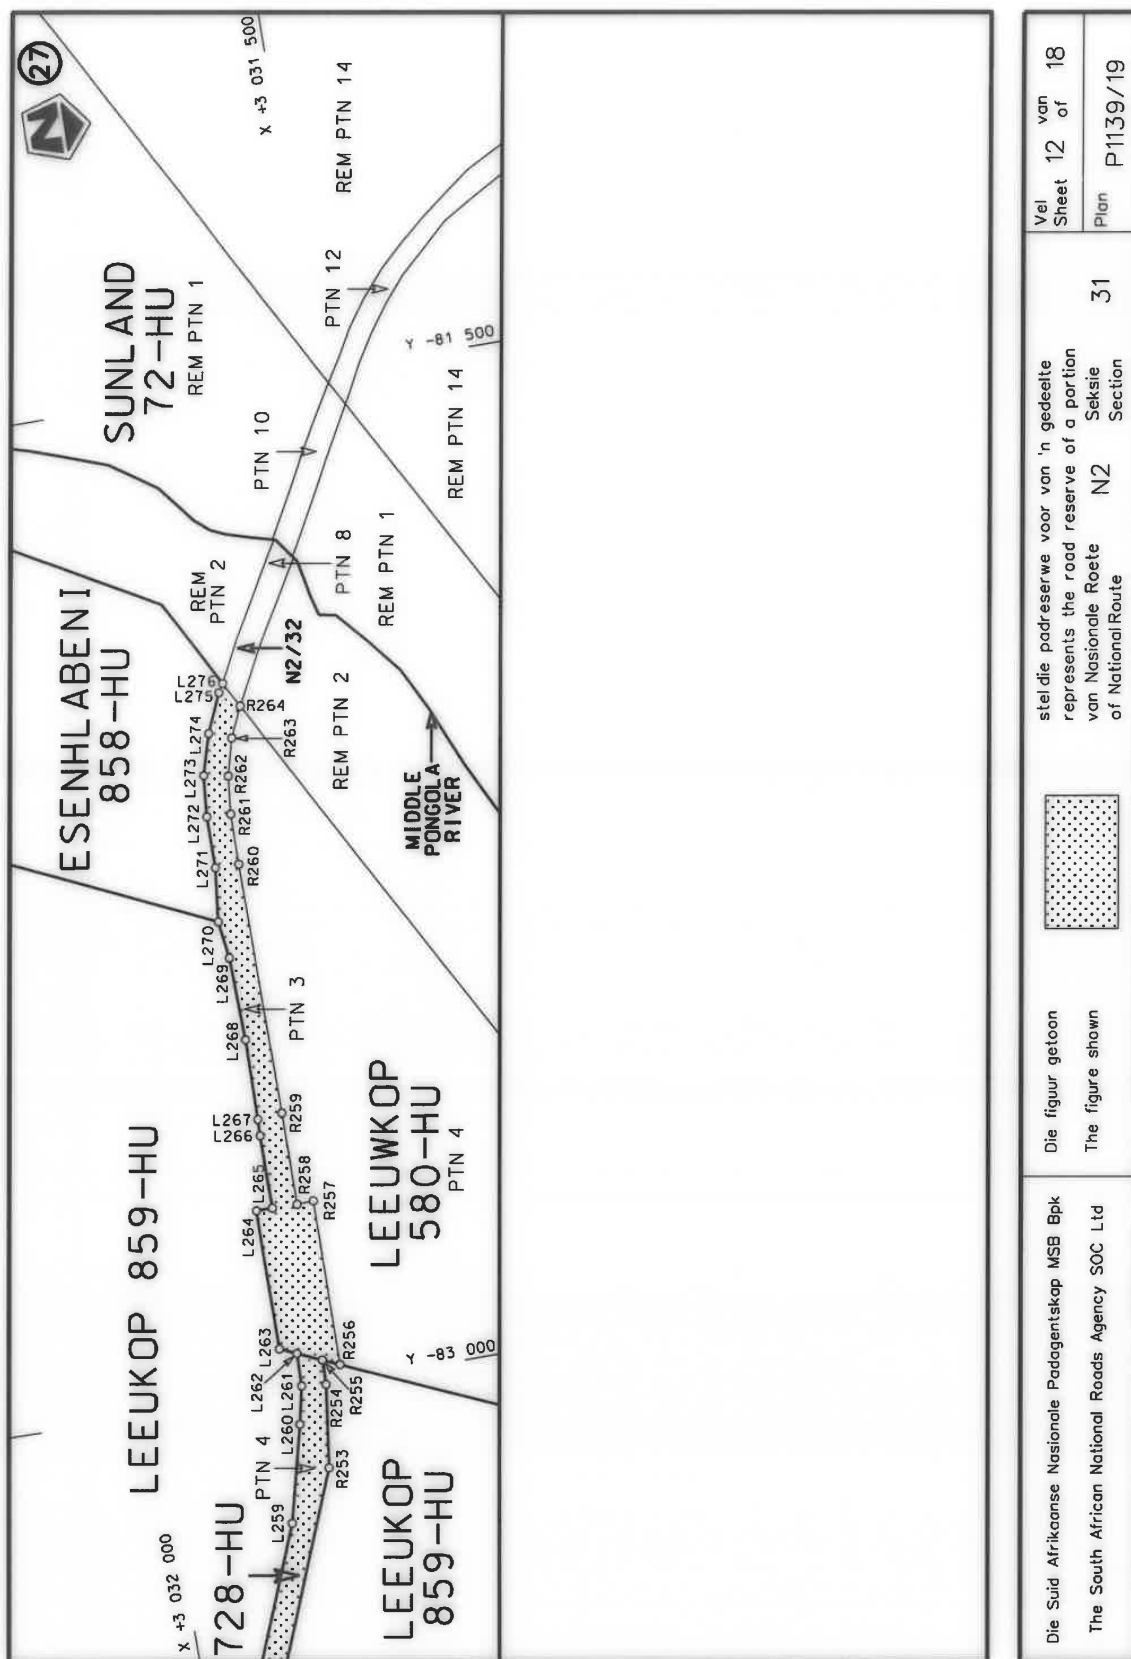 27
N
X +3 031 500
REM PTN 14
PTN 12
Y -81 500
REM PTN 14
SUNLAND
72-HU
REM PTN 1
PTN 10
PTN 8
REM PTN 1
REM
PTN 2
N2/32
REM PTN 2
MIDDLE
PONGOLA
RIVER
ESENHLABENI
858-HU
L276
L275
L274
L273
L272
L271
L270
L269
L268
L267
L266
L265
L264
L263
L262
L261
L260
L259
R264
R263
R262
R261
R260
R259
R258
R257
R256
R255
R254
R253
PTN 3
LEEUKOP 859-HU
LEEUWKOP
580-HU
PTN 4
Y -83 000
PTN 4
728-HU
X +3 032 000
LEEUKOP
859-HU
Die Suid Afrikaanse Nasionale Padagentskap MSB Bpk
The South African National Roads Agency SOC Ltd
Die figuur getoon
The figure shown
stel die padreserwe voor van 'n gedeelte
represents the road reserve of a portion
van Nasionale Roete N2 Seksie 31
of National Route Section
Vel 12 van 18
Sheet of
Plan P1139/19